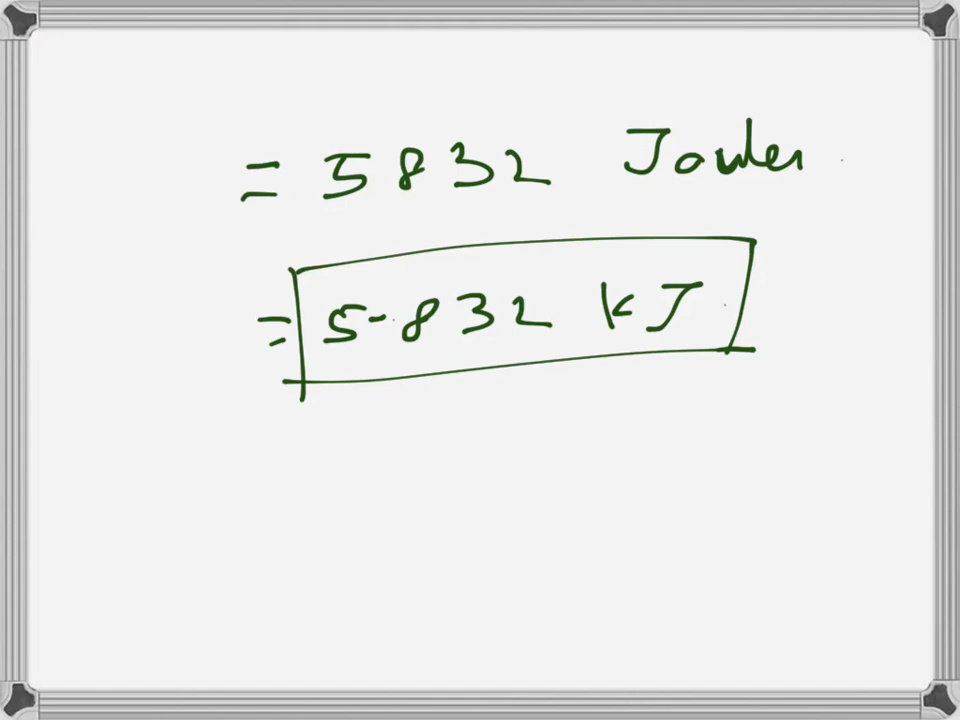 = 5832 Joules
= 5.832 kJ